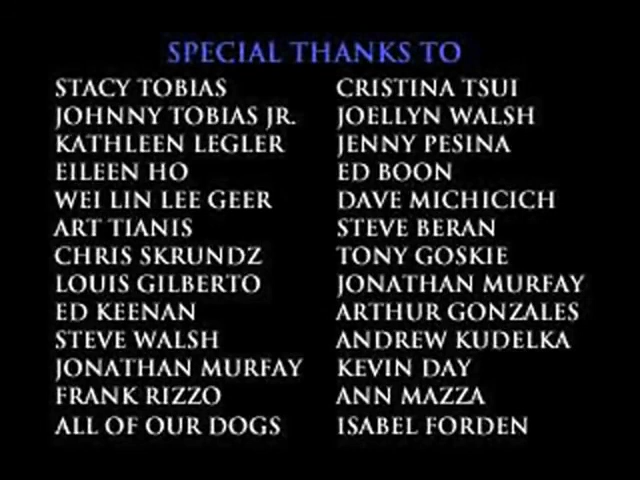 SPECIAL THANKS TO
STACY TOBIAS
JOHNNY TOBIAS JR.
KATHLEEN LEGLER
EILEEN HO
WEI LIN LEE GEER
ART TIANIS
CHRIS SKRUNDZ
LOUIS GILBERTO
ED KEENAN
STEVE WALSH
JONATHAN MURFAY
FRANK RIZZO
ALL OF OUR DOGS
CRISTINA TSUI
JOELLYN WALSH
JENNY PESINA
ED BOON
DAVE MICHICICH
STEVE BERAN
TONY GOSKIE
JONATHAN MURFAY
ARTHUR GONZALES
ANDREW KUDELKA
KEVIN DAY
ANN MAZZA
ISABEL FORDEN